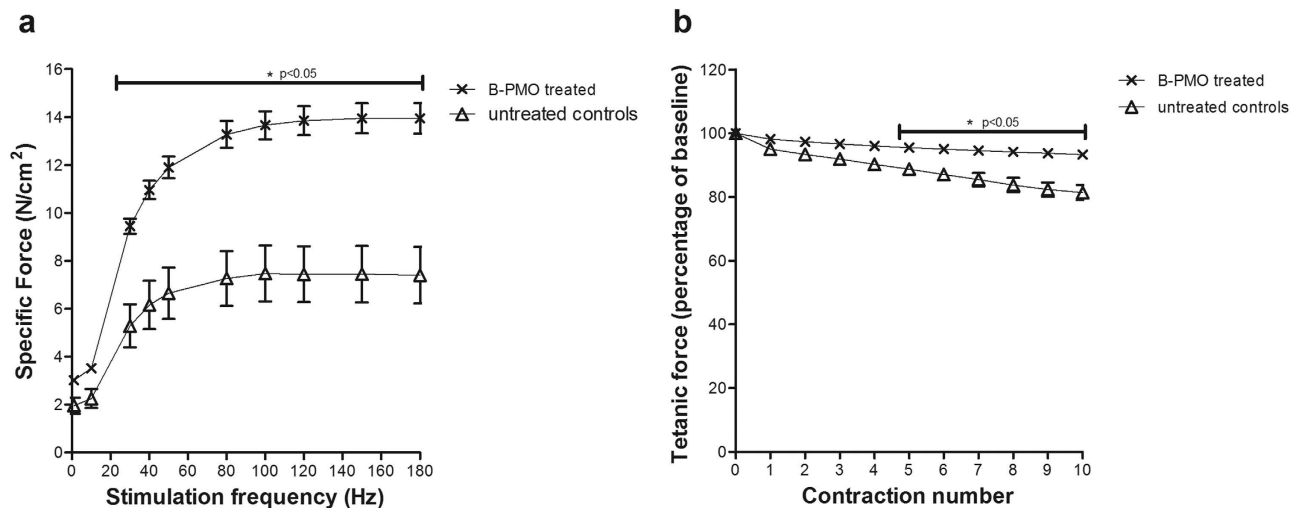 a
Specific Force (N/cm²)
16
14
12
10
8
6
4
2
0
* p<0.05
B-PMO treated
untreated controls
0 20 40 60 80 100 120 140 160 180
Stimulation frequency (Hz)
b
Tetanic force (percentage of baseline)
120
100
80
60
40
20
0
* p<0.05
B-PMO treated
untreated controls
0 1 2 3 4 5 6 7 8 9 10
Contraction number